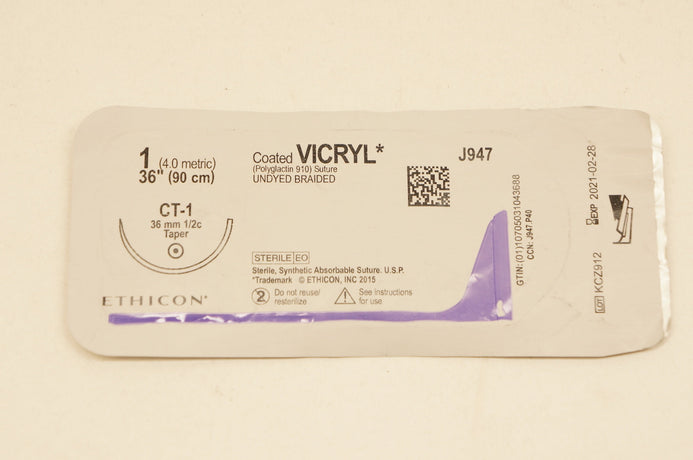 1 (4.0 metric)
36" (90 cm)
CT-1
36 mm 1/2c
Taper
ETHICON*
Coated VICRYL*
(Polyglactin 910) Suture
UNDYED BRAIDED
J947
STERILE EO
Sterile, Synthetic Absorbable Suture. U.S.P.
*Trademark © ETHICON, INC 2015
2 Do not reuse/
resterilize
See instructions
for use
GTIN:(01)10705031043688
CCN: J947.P40
EXP 2021-02-28
LOT KCZ912